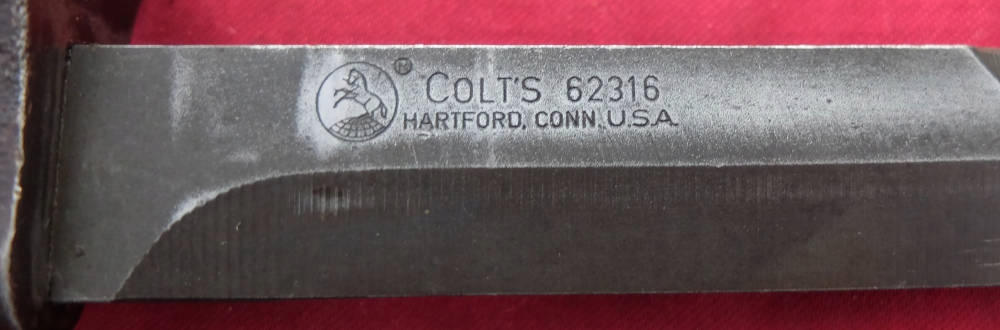 ® COLT'S 62316
HARTFORD, CONN. U.S.A.